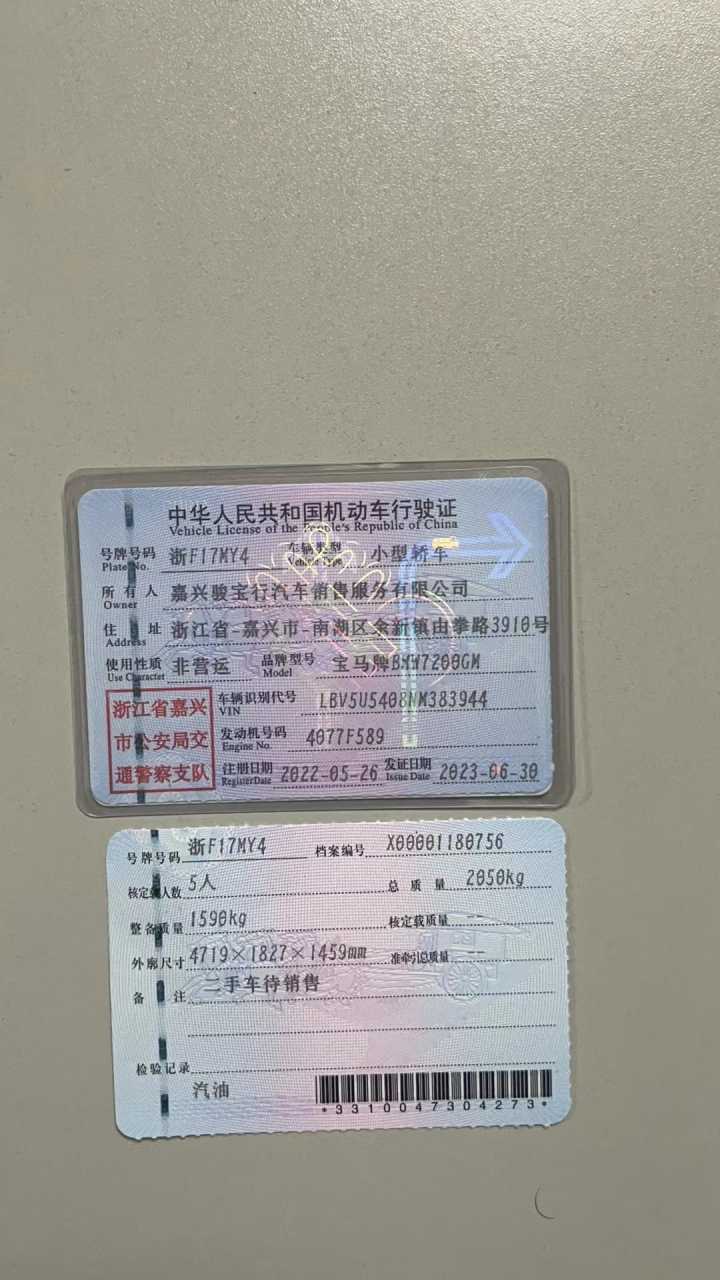 中华人民共和国机动车行驶证
Vehicle License of the People's Republic of China
号牌号码 浙F17MY4 车辆类型 小型轿车
Plate No. Vehicle Type
所有人 嘉兴骏宝行汽车销售服务有限公司
Owner
住址 浙江省-嘉兴市-南湖区余新镇由拳路3910号
Address
使用性质 非营运 品牌型号 宝马牌BMW7200GM
Use Character Model
浙江省嘉兴
市公安局交
通警察支队
车辆识别代号 LBV5U5408NM383944
VIN
发动机号码 4077F589
Engine No.
注册日期 2022-05-26 发证日期 2023-06-30
Register Date Issue Date
号牌号码 浙F17MY4 档案编号 X00001180756
核定载人数 5人 总质量 2050kg
整备质量 1590kg 核定载质量 --
外廓尺寸 4719×1827×1459mm 准牵引总质量 --
备注 二手车待销售
检验记录
汽油
*3310047304273*